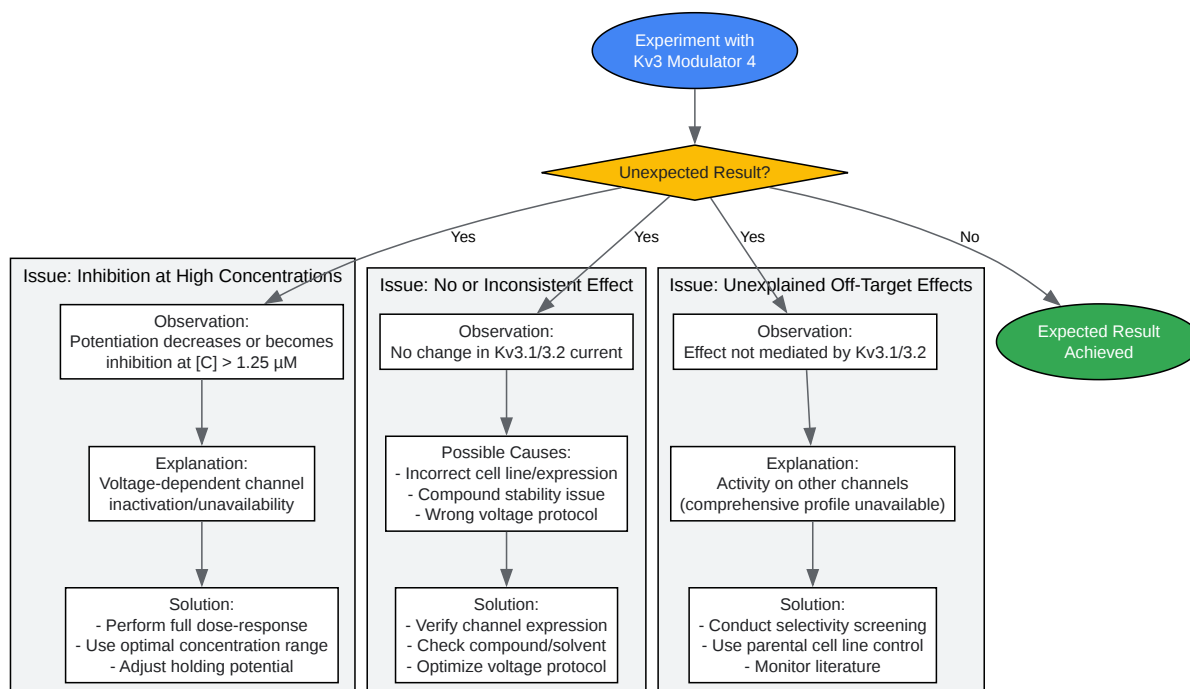 Experiment with
Kv3 Modulator 4
Unexpected Result?
Yes
Yes
Yes
No
Issue: Inhibition at High Concentrations
Observation:
Potentiation decreases or becomes
inhibition at [C] > 1.25 µM
Explanation:
Voltage-dependent channel
inactivation/unavailability
Solution:
- Perform full dose-response
- Use optimal concentration range
- Adjust holding potential
Issue: No or Inconsistent Effect
Observation:
No change in Kv3.1/3.2 current
Possible Causes:
- Incorrect cell line/expression
- Compound stability issue
- Wrong voltage protocol
Solution:
- Verify channel expression
- Check compound/solvent
- Optimize voltage protocol
Issue: Unexplained Off-Target Effects
Observation:
Effect not mediated by Kv3.1/3.2
Explanation:
Activity on other channels
(comprehensive profile unavailable)
Solution:
- Conduct selectivity screening
- Use parental cell line control
- Monitor literature
Expected Result
Achieved